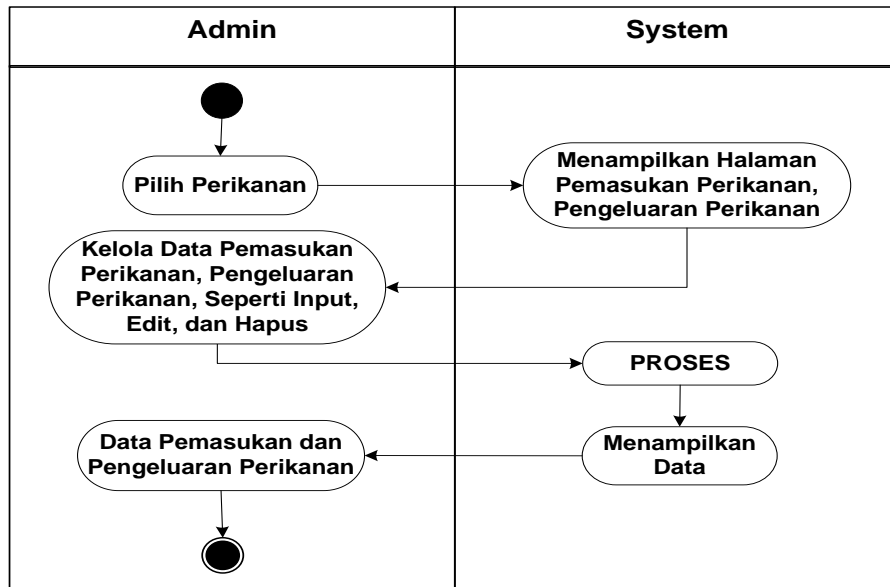 Admin
System
Pilih Perikanan
Menampilkan Halaman
Pemasukan Perikanan,
Pengeluaran Perikanan
Kelola Data Pemasukan
Perikanan, Pengeluaran
Perikanan, Seperti Input,
Edit, dan Hapus
PROSES
Menampilkan
Data
Data Pemasukan dan
Pengeluaran Perikanan